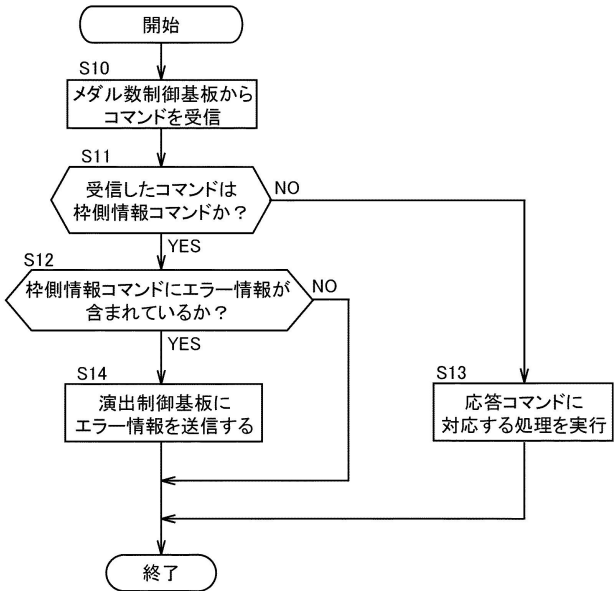 開始
S10
メダル数制御基板から
コマンドを受信
S11
受信したコマンドは
枠側情報コマンドか？
NO
YES
S12
枠側情報コマンドにエラー情報が
含まれているか？
NO
YES
S14
演出制御基板に
エラー情報を送信する
S13
応答コマンドに
対応する処理を実行
終了